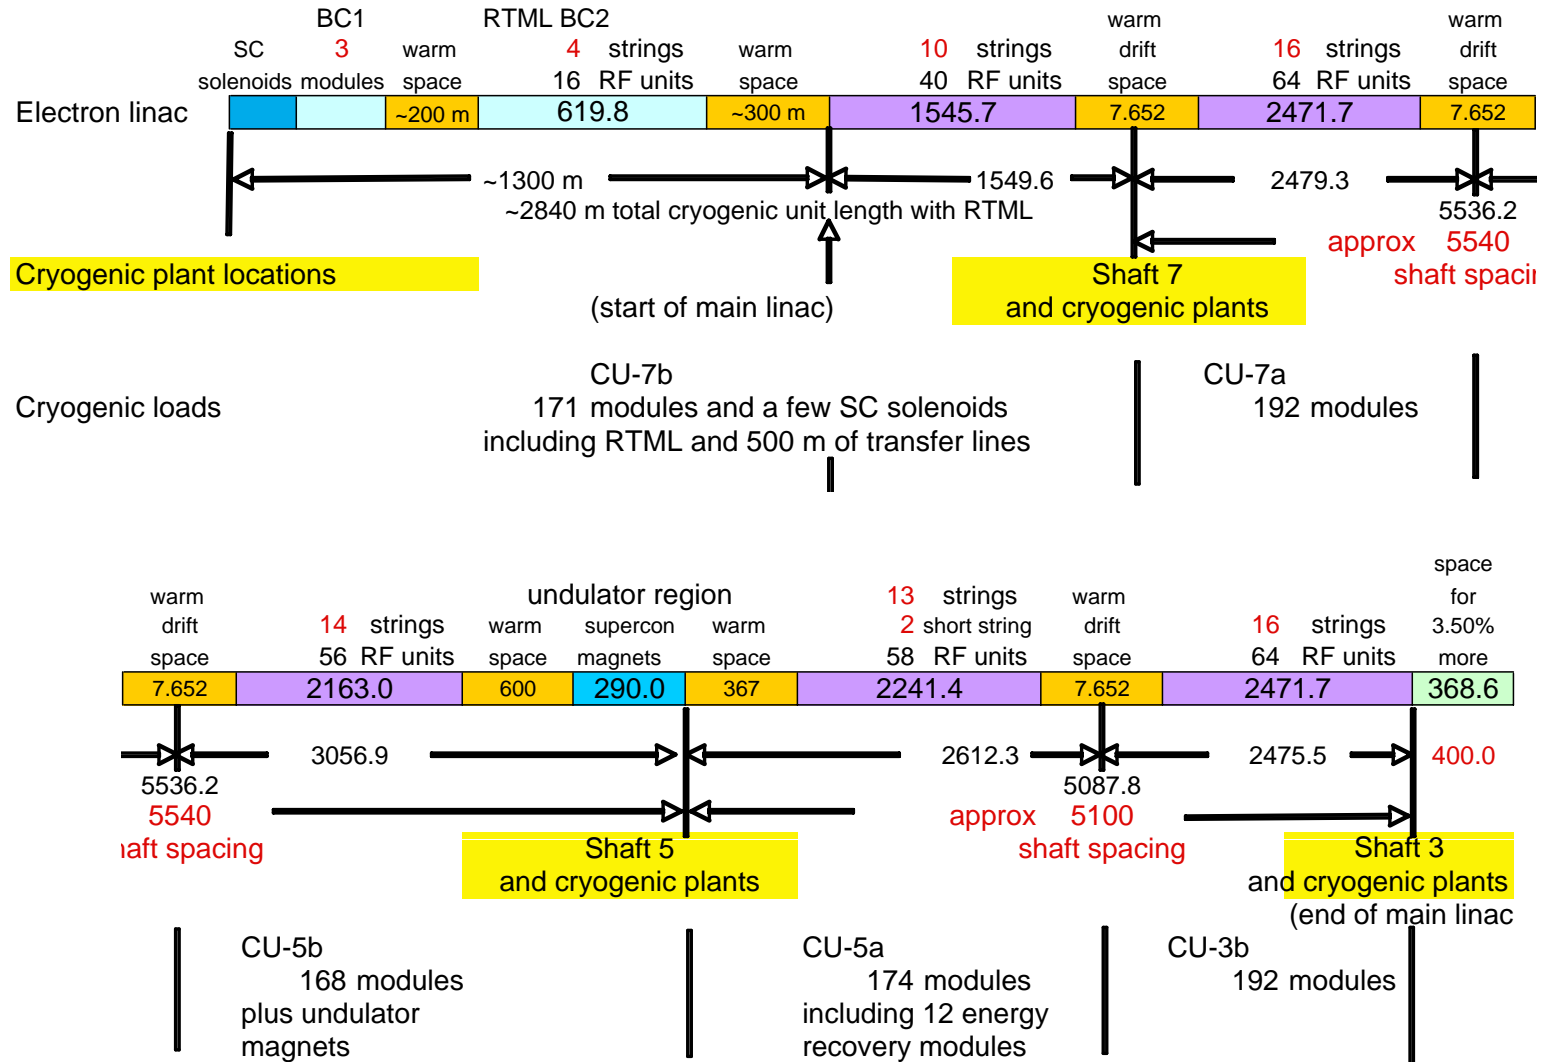 BC1 RTML BC2 warm warm
SC 3 warm 4 strings warm 10 strings drift 16 strings drift
solenoids modules space 16 RF units space 40 RF units space 64 RF units space
Electron linac ~200 m 619.8 ~300 m 1545.7 7.652 2471.7 7.652
~1300 m 1549.6 2479.3
~2840 m total cryogenic unit length with RTML 5536.2
approx 5540
Cryogenic plant locations Shaft 7 shaft spacin
(start of main linac) and cryogenic plants
CU-7b CU-7a
Cryogenic loads 171 modules and a few SC solenoids 192 modules
including RTML and 500 m of transfer lines
space
warm undulator region 13 strings warm for
drift 14 strings warm supercon warm 2 short string drift 16 strings 3.50%
space 56 RF units space magnets space 58 RF units space 64 RF units more
7.652 2163.0 600 290.0 367 2241.4 7.652 2471.7 368.6
3056.9 2612.3 2475.5 400.0
5536.2 5087.8
5540 approx 5100
haft spacing Shaft 5 shaft spacing Shaft 3
and cryogenic plants and cryogenic plants
(end of main linac
CU-5b CU-5a CU-3b
168 modules 174 modules 192 modules
plus undulator including 12 energy
magnets recovery modules